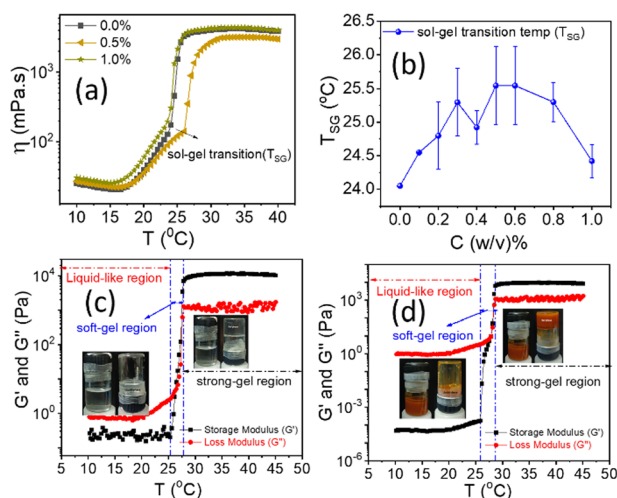 (a)
0.0%
0.5%
1.0%
sol-gel transition(T_SG)
η (mPa.s)
10³
10²
10 15 20 25 30 35 40
T (⁰C)
(b)
sol-gel transition temp (T_SG)
T_SG (⁰C)
26.5
26.0
25.5
25.0
24.5
24.0
0.0 0.2 0.4 0.6 0.8 1.0
C (w/v)%
(c)
Liquid-like region
soft-gel region
strong-gel region
Storage Modulus (G')
Loss Modulus (G")
G' and G" (Pa)
10⁴
10²
10⁰
5 10 15 20 25 30 35 40 45 50
T (⁰C)
(d)
Liquid-like region
soft-gel region
strong-gel region
Storage Modulus (G')
Loss Modulus (G")
G' and G" (Pa)
10³
10⁰
10⁻³
10⁻⁶
5 10 15 20 25 30 35 40 45 50
T (⁰C)